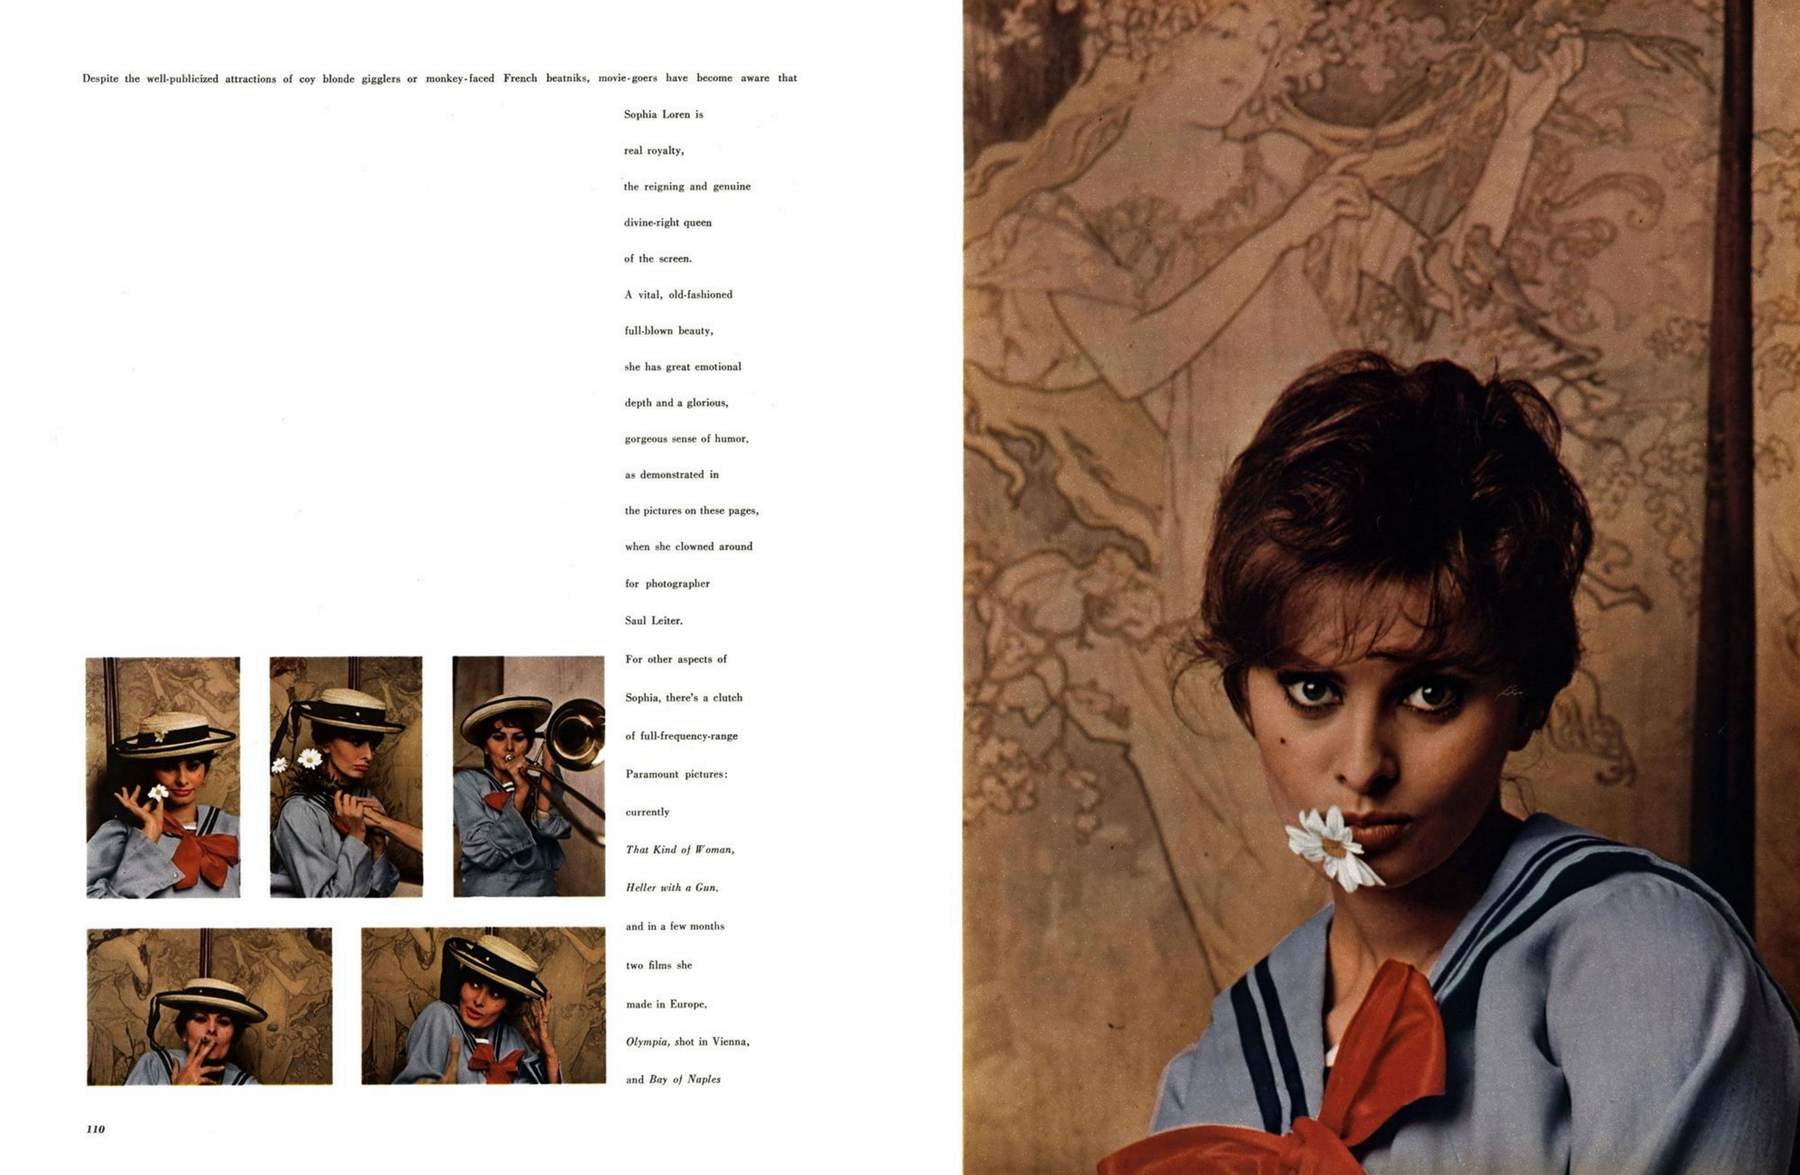 Despite the well-publicized attractions of coy blonde gigglers or monkey-faced French beatniks, movie-goers have become aware that
Sophia Loren is
real royalty,
the reigning and genuine
divine-right queen
of the screen.
A vital, old-fashioned
full-blown beauty,
she has great emotional
depth and a glorious,
gorgeous sense of humor,
as demonstrated in
the pictures on these pages,
when she clowned around
for photographer
Saul Leiter.
For other aspects of
Sophia, there's a clutch
of full-frequency-range
Paramount pictures:
currently
That Kind of Woman,
Heller with a Gun,
and in a few months
two films she
made in Europe,
Olympia, shot in Vienna,
and Bay of Naples
110